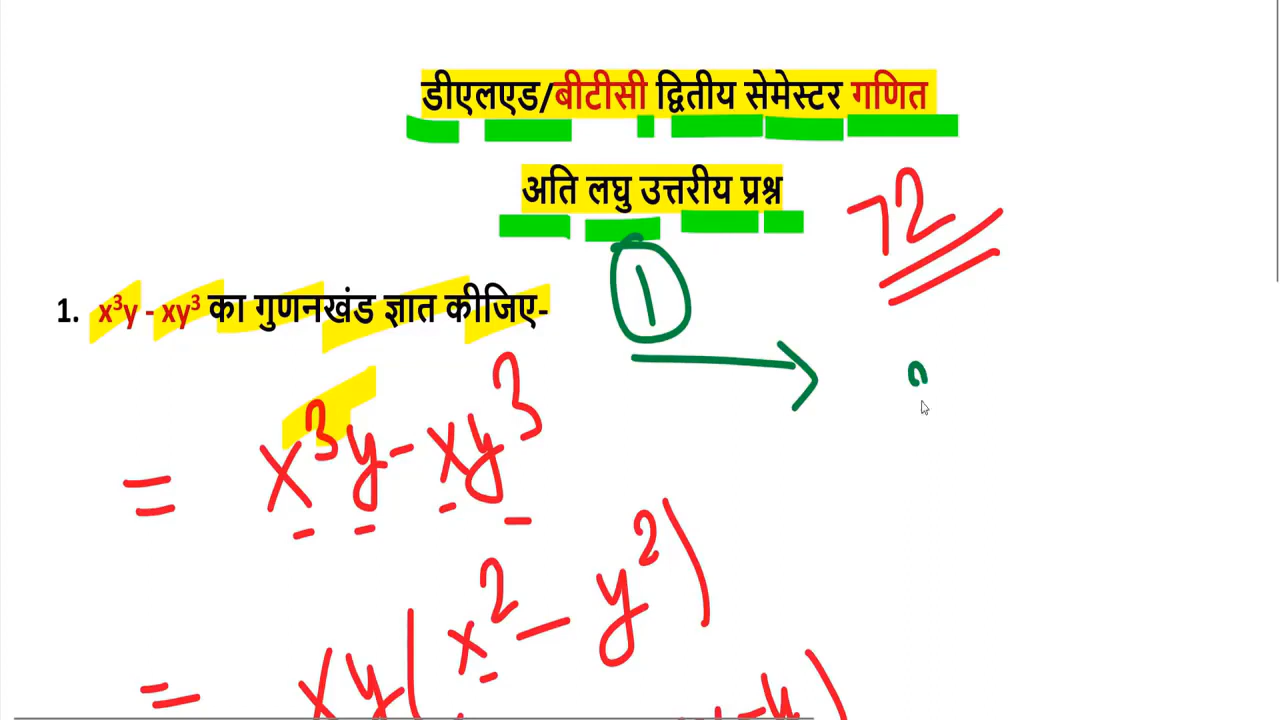 डीएलएड/बीटीसी द्वितीय सेमेस्टर गणित
अति लघु उत्तरीय प्रश्न
72
1
1. x³y - xy³ का गुणनखंड ज्ञात कीजिए-
= x³y - xy³
= xy(x² - y²)